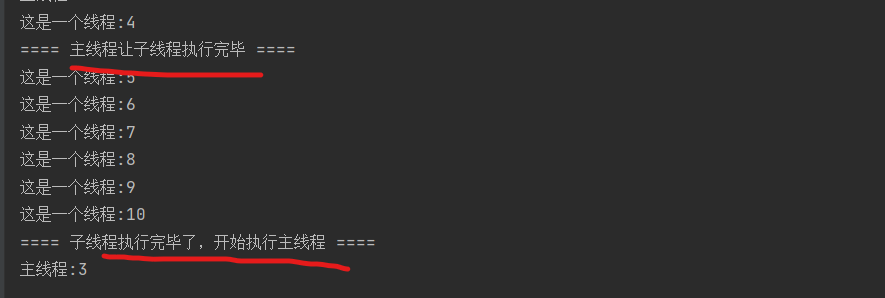 这是一个线程:4
==== 主线程让子线程执行完毕 ====
这是一个线程:5
这是一个线程:6
这是一个线程:7
这是一个线程:8
这是一个线程:9
这是一个线程:10
==== 子线程执行完毕了，开始执行主线程 ====
主线程:3